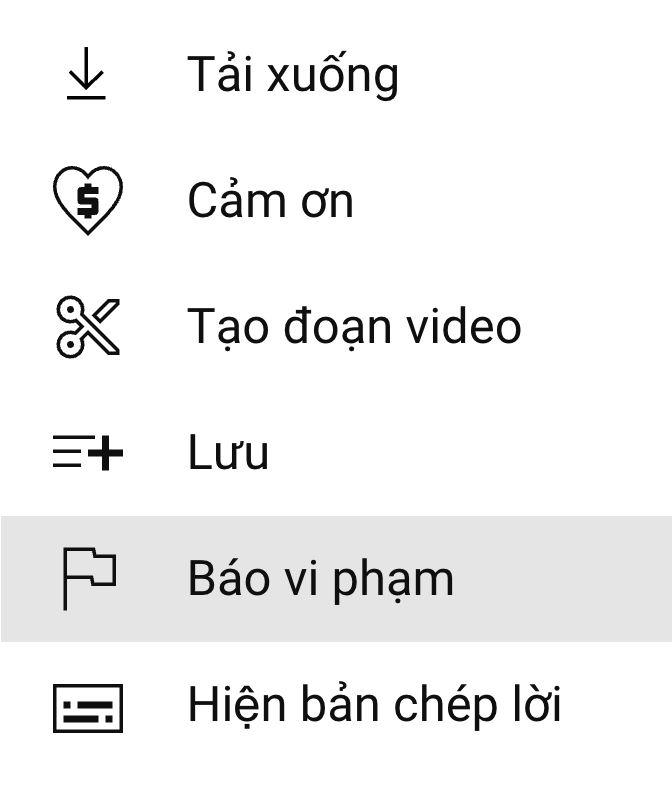 Tải xuống
$ Cảm ơn
Tạo đoạn video
Lưu
Báo vi phạm
Hiện bản chép lời